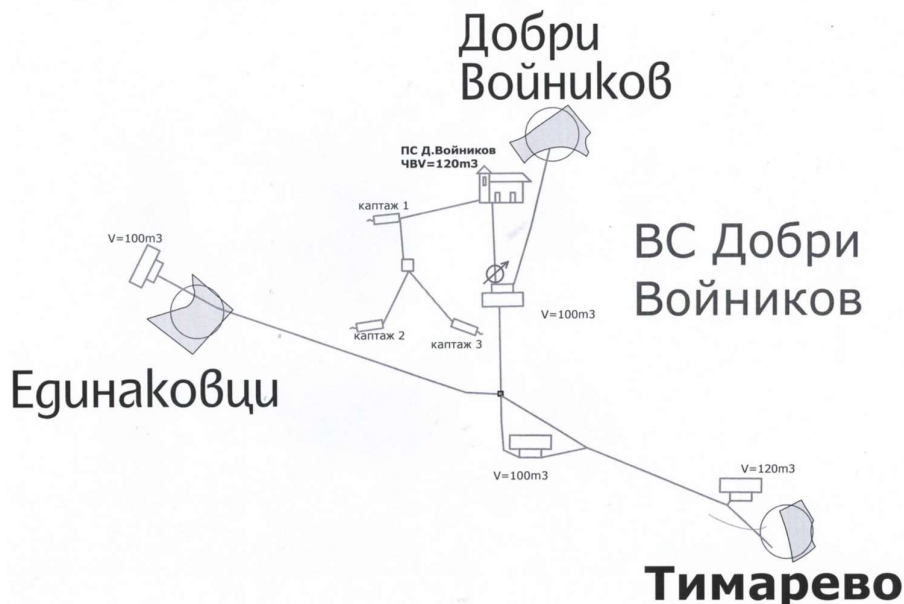 Добри
Войников
ПС Д.Войников
ЧВV=120m3
каптаж 1
ВС Добри
Войников
V=100m3
V=100m3
каптаж 2
каптаж 3
Единаковци
V=100m3
V=120m3
Тимарево